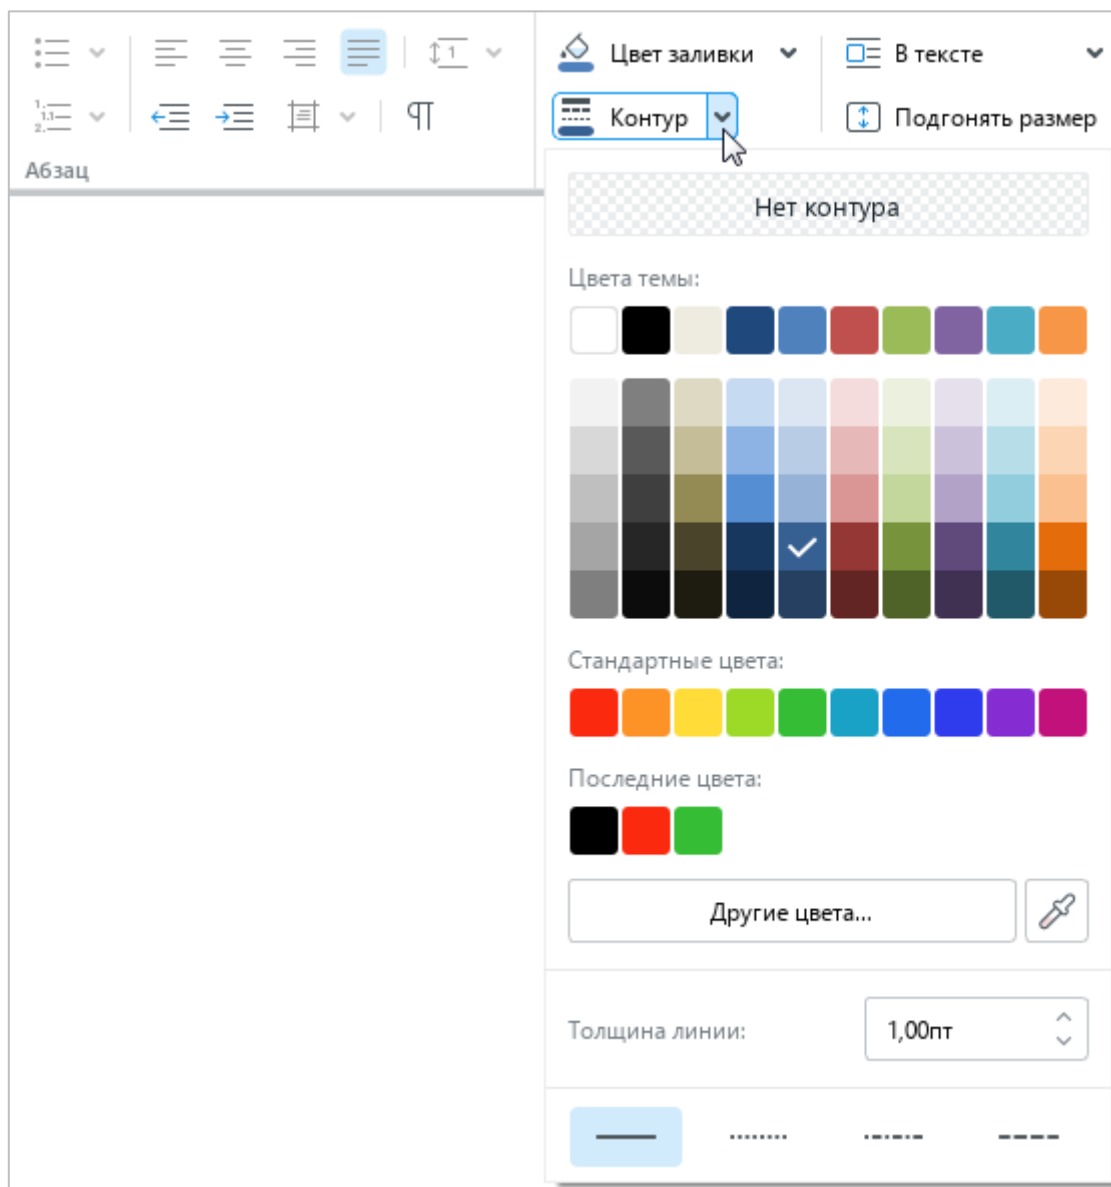 Цвет заливки
В тексте
Контур
Подгонять размер
Абзац
Нет контура
Цвета темы:
Стандартные цвета:
Последние цвета:
Другие цвета...
Толщина линии:
1,00пт